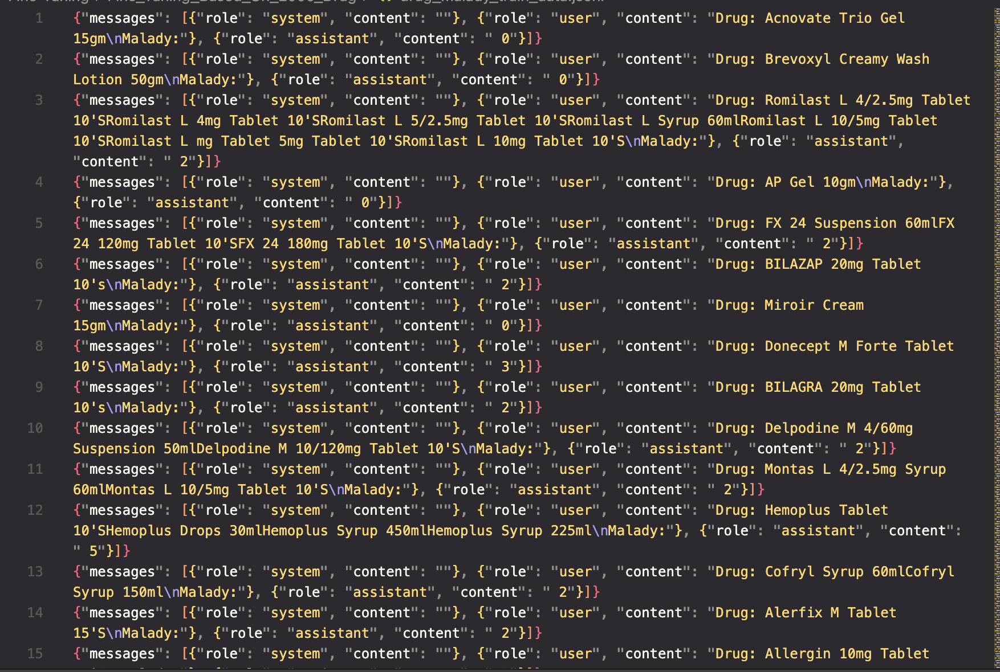 1 {"messages": [{"role": "system", "content": ""}, {"role": "user", "content": "Drug: Acnovate Trio Gel
15gm\nMalady:"}, {"role": "assistant", "content": " 0"}]}
2 {"messages": [{"role": "system", "content": ""}, {"role": "user", "content": "Drug: Brevoxyl Creamy Wash
Lotion 50gm\nMalady:"}, {"role": "assistant", "content": " 0"}]}
3 {"messages": [{"role": "system", "content": ""}, {"role": "user", "content": "Drug: Romilast L 4/2.5mg Tablet
10'SRomilast L 4mg Tablet 10'SRomilast L 5/2.5mg Tablet 10'SRomilast L Syrup 60mlRomilast L 10/5mg Tablet
10'SRomilast L mg Tablet 5mg Tablet 10'SRomilast L 10mg Tablet 10'S\nMalady:"}, {"role": "assistant",
"content": " 2"}]}
4 {"messages": [{"role": "system", "content": ""}, {"role": "user", "content": "Drug: AP Gel 10gm\nMalady:"},
{"role": "assistant", "content": " 0"}]}
5 {"messages": [{"role": "system", "content": ""}, {"role": "user", "content": "Drug: FX 24 Suspension 60mlFX
24 120mg Tablet 10'SFX 24 180mg Tablet 10'S\nMalady:"}, {"role": "assistant", "content": " 2"}]}
6 {"messages": [{"role": "system", "content": ""}, {"role": "user", "content": "Drug: BILAZAP 20mg Tablet
10's\nMalady:"}, {"role": "assistant", "content": " 2"}]}
7 {"messages": [{"role": "system", "content": ""}, {"role": "user", "content": "Drug: Miroir Cream
15gm\nMalady:"}, {"role": "assistant", "content": " 0"}]}
8 {"messages": [{"role": "system", "content": ""}, {"role": "user", "content": "Drug: Donecept M Forte Tablet
10'S\nMalady:"}, {"role": "assistant", "content": " 3"}]}
9 {"messages": [{"role": "system", "content": ""}, {"role": "user", "content": "Drug: BILAGRA 20mg Tablet
10's\nMalady:"}, {"role": "assistant", "content": " 2"}]}
10 {"messages": [{"role": "system", "content": ""}, {"role": "user", "content": "Drug: Delpodine M 4/60mg
Suspension 50mlDelpodine M 10/120mg Tablet 10'S\nMalady:"}, {"role": "assistant", "content": " 2"}]}
11 {"messages": [{"role": "system", "content": ""}, {"role": "user", "content": "Drug: Montas L 4/2.5mg Syrup
60mlMontas L 10/5mg Tablet 10'S\nMalady:"}, {"role": "assistant", "content": " 2"}]}
12 {"messages": [{"role": "system", "content": ""}, {"role": "user", "content": "Drug: Hemoplus Tablet
10'SHemoplus Drops 30mlHemoplus Syrup 450mlHemoplus Syrup 225ml\nMalady:"}, {"role": "assistant", "content":
" 5"}]}
13 {"messages": [{"role": "system", "content": ""}, {"role": "user", "content": "Drug: Cofryl Syrup 60mlCofryl
Syrup 150ml\nMalady:"}, {"role": "assistant", "content": " 2"}]}
14 {"messages": [{"role": "system", "content": ""}, {"role": "user", "content": "Drug: Alerfix M Tablet
15'S\nMalady:"}, {"role": "assistant", "content": " 2"}]}
15 {"messages": [{"role": "system", "content": ""}, {"role": "user", "content": "Drug: Allergin 10mg Tablet